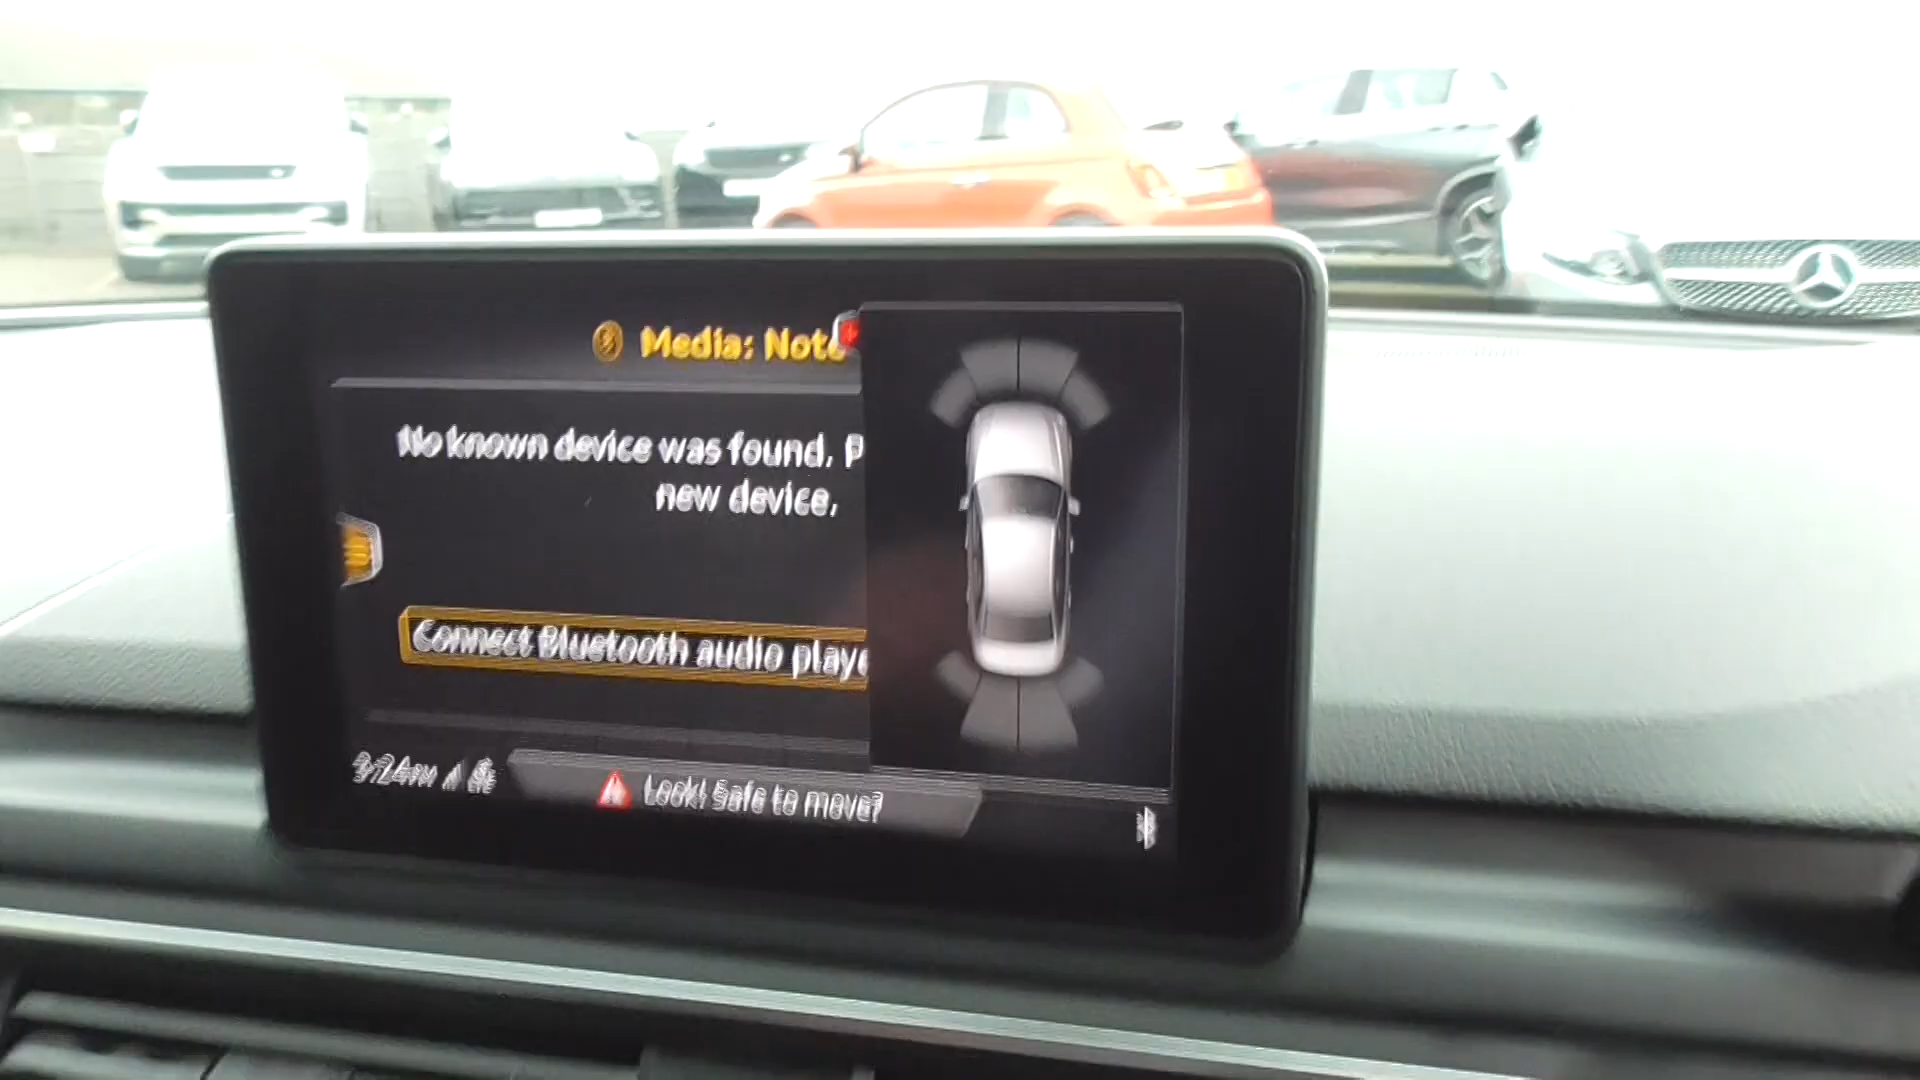 Media: Note
No known device was found. P
new device,
Connect Bluetooth audio playe
Look! Safe to move?